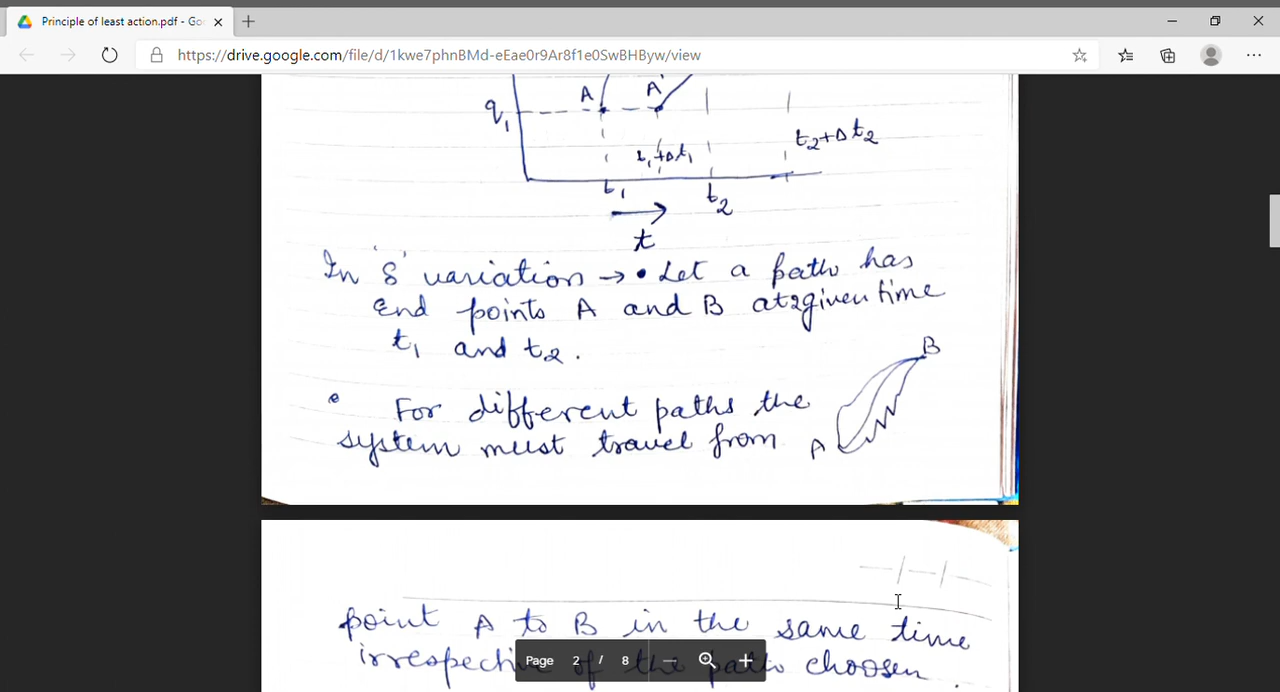 Principle of least action.pdf - Go
https://drive.google.com/file/d/1kwe7phnBMd-eEae0r9Ar8f1e0SwBHByw/view
A A'
q1
t1+Δt1
t2+Δt2
t1
t2
t
In 'δ' variation → • Let a path has
end points A and B at 2 given time
t1 and t2.
B
• For different paths the
system must travel from
A
point A to B in the same time
irrespective of the path choosen.
Page 2 / 8